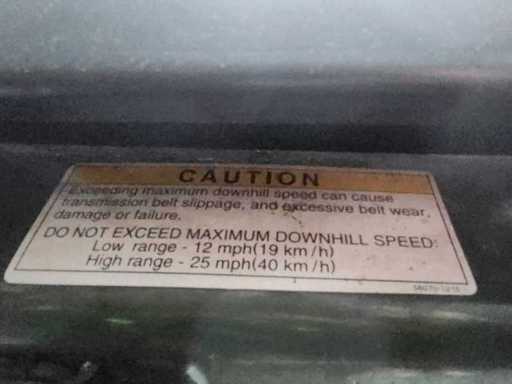 CAUTION
Exceeding maximum downhill speed can cause
transmission belt slippage, and excessive belt wear,
damage or failure.
DO NOT EXCEED MAXIMUM DOWNHILL SPEED:
Low range - 12 mph(19 km/h)
High range - 25 mph(40 km/h)